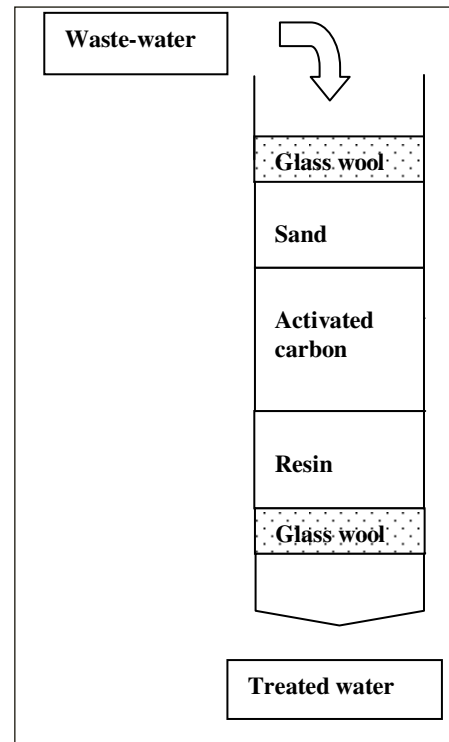 Waste-water
Glass wool
Sand
Activated
carbon
Resin
Glass wool
Treated water